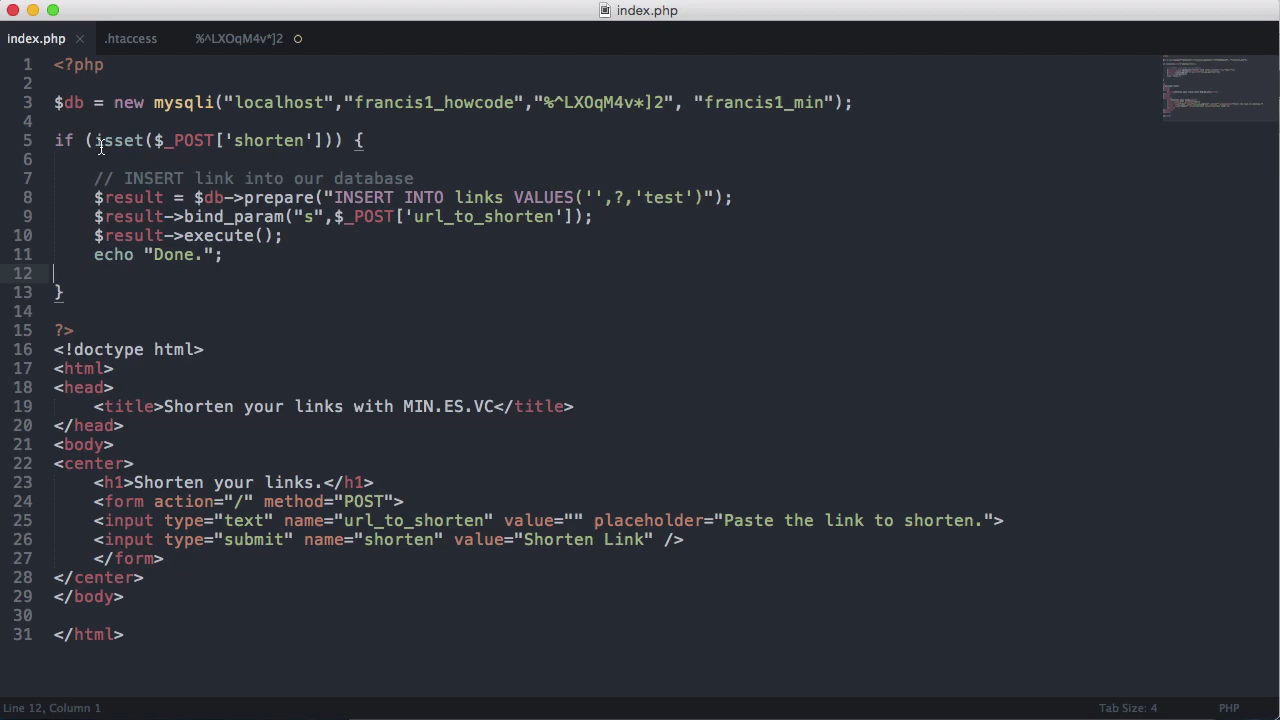 index.php
index.php × .htaccess %^LXOqM4v*]2
1 <?php
2
3 $db = new mysqli("localhost","francis1_howcode","%^LXOqM4v*]2", "francis1_min");
4
5 if (isset($_POST['shorten'])) {
6
7 // INSERT link into our database
8 $result = $db->prepare("INSERT INTO links VALUES('',?,'test')");
9 $result->bind_param("s",$_POST['url_to_shorten']);
10 $result->execute();
11 echo "Done.";
12
13 }
14
15 ?>
16 <!doctype html>
17 <html>
18 <head>
19 <title>Shorten your links with MIN.ES.VC</title>
20 </head>
21 <body>
22 <center>
23 <h1>Shorten your links.</h1>
24 <form action="/" method="POST">
25 <input type="text" name="url_to_shorten" value="" placeholder="Paste the link to shorten.">
26 <input type="submit" name="shorten" value="Shorten Link" />
27 </form>
28 </center>
29 </body>
30
31 </html>
Line 12, Column 1 Tab Size: 4 PHP